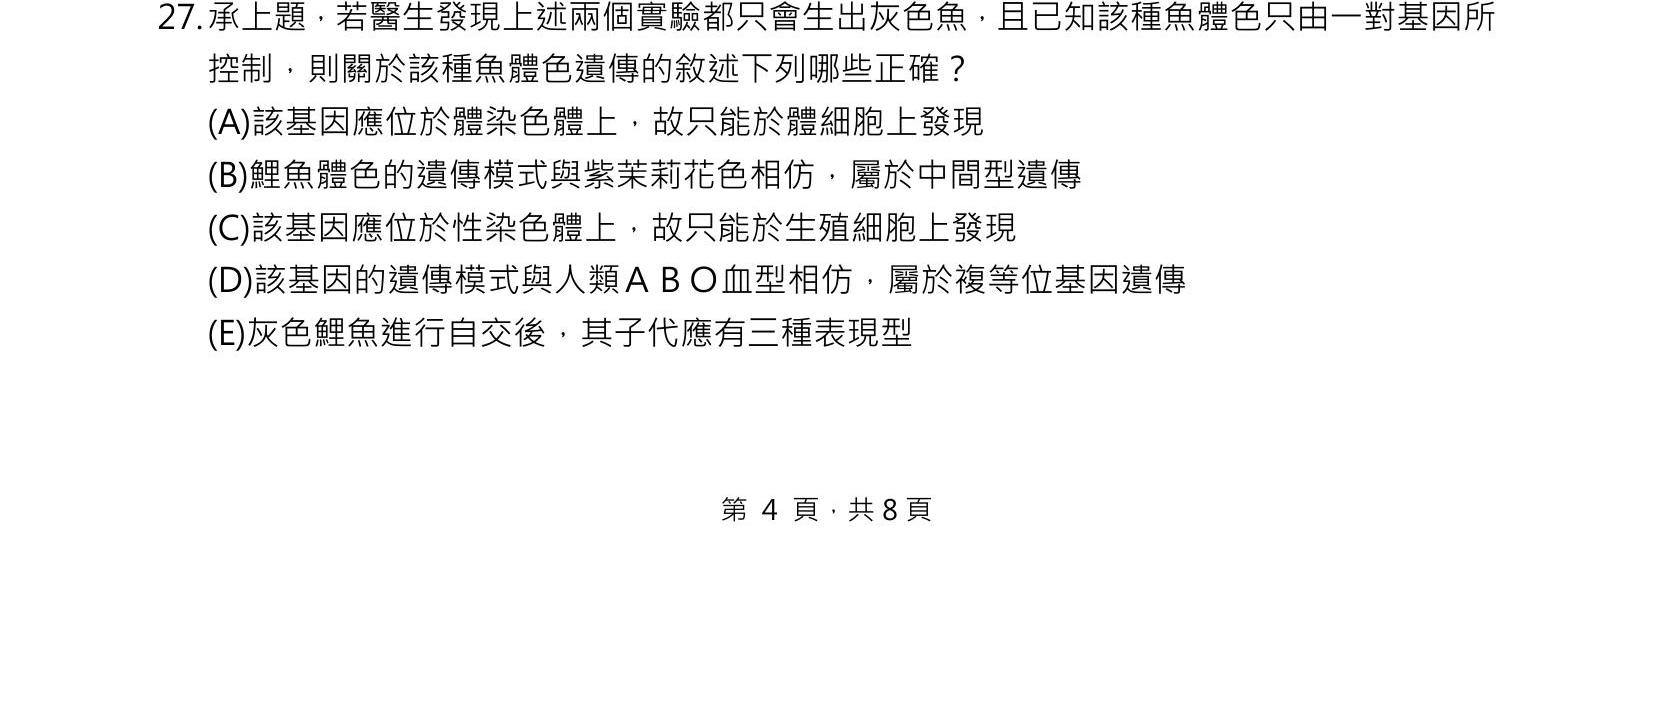 27.承上題，若醫生發現上述兩個實驗都只會生出灰色魚，且已知該種魚體色只由一對基因所
控制，則關於該種魚體色遺傳的敘述下列哪些正確？
(A)該基因應位於體染色體上，故只能於體細胞上發現
(B)鯉魚體色的遺傳模式與紫茉莉花色相仿，屬於中間型遺傳
(C)該基因應位於性染色體上，故只能於生殖細胞上發現
(D)該基因的遺傳模式與人類ＡＢＯ血型相仿，屬於複等位基因遺傳
(E)灰色鯉魚進行自交後，其子代應有三種表現型
第 4 頁，共 8 頁